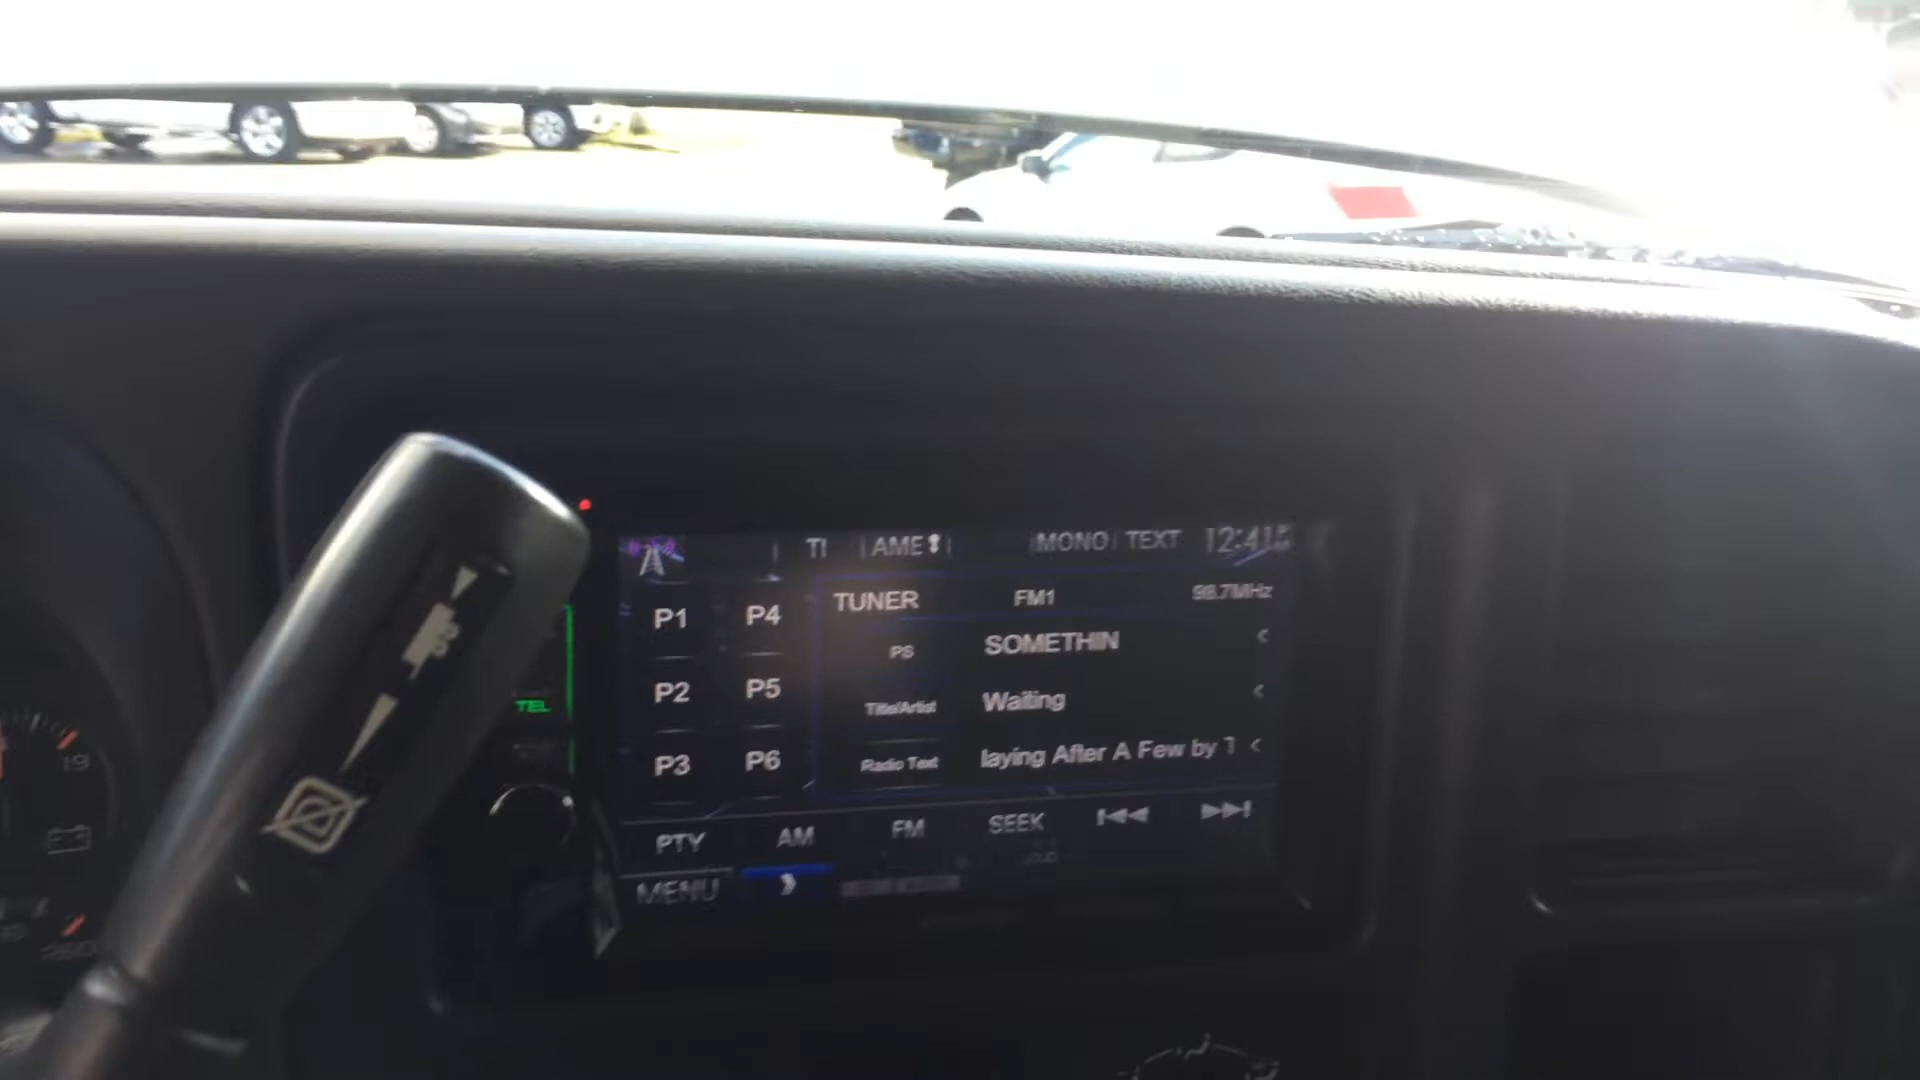 TI AME MONO TEXT
TUNER FM1 98.7MHz
P1 P4
PS SOMETHIN
P2 P5
Title/Artist Waiting
P3 P6
Radio Text laying After A Few by T
PTY AM FM SEEK
MENU
TEL
19